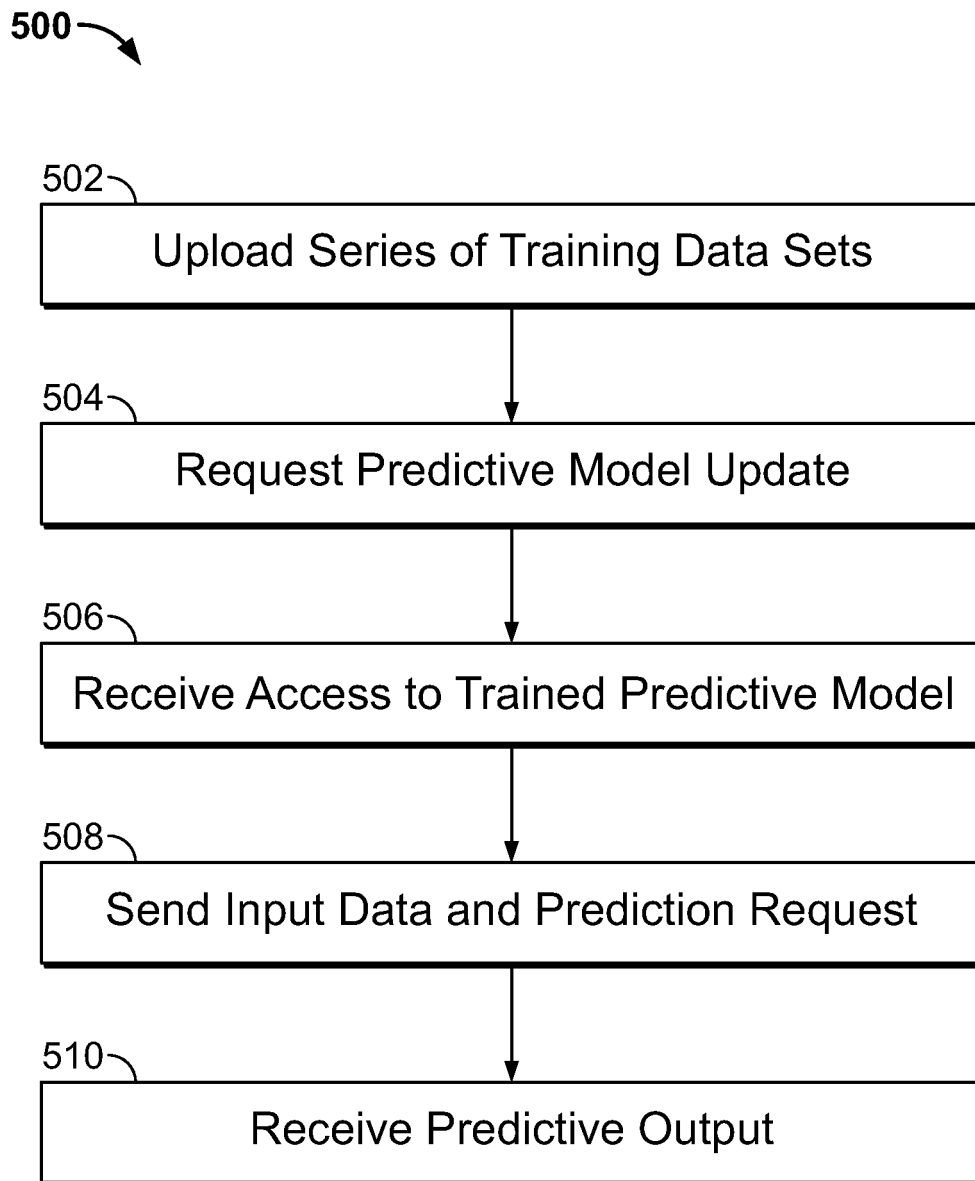 500
502
Upload Series of Training Data Sets
504
Request Predictive Model Update
506
Receive Access to Trained Predictive Model
508
Send Input Data and Prediction Request
510
Receive Predictive Output